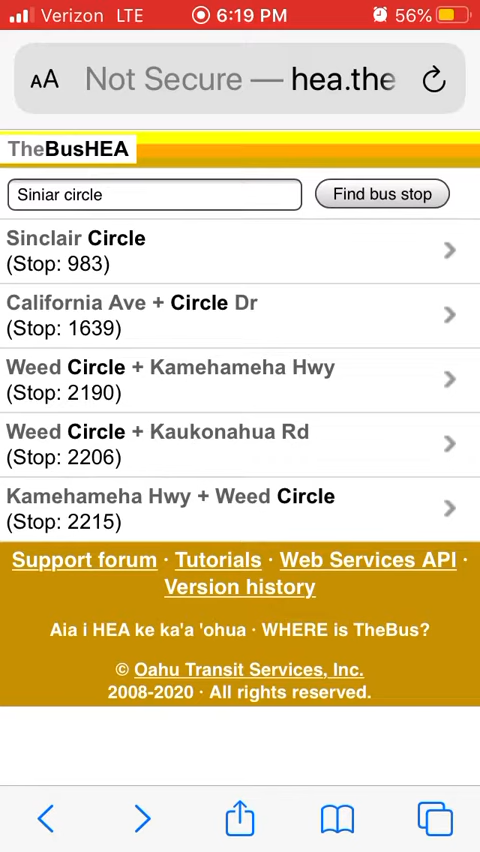 Verizon LTE 6:19 PM 56%
AA Not Secure — hea.the
TheBusHEA
Siniar circle Find bus stop
Sinclair Circle
(Stop: 983)
California Ave + Circle Dr
(Stop: 1639)
Weed Circle + Kamehameha Hwy
(Stop: 2190)
Weed Circle + Kaukonahua Rd
(Stop: 2206)
Kamehameha Hwy + Weed Circle
(Stop: 2215)
Support forum · Tutorials · Web Services API ·
Version history
Aia i HEA ke ka'a 'ohua · WHERE is TheBus?
© Oahu Transit Services, Inc.
2008-2020 · All rights reserved.